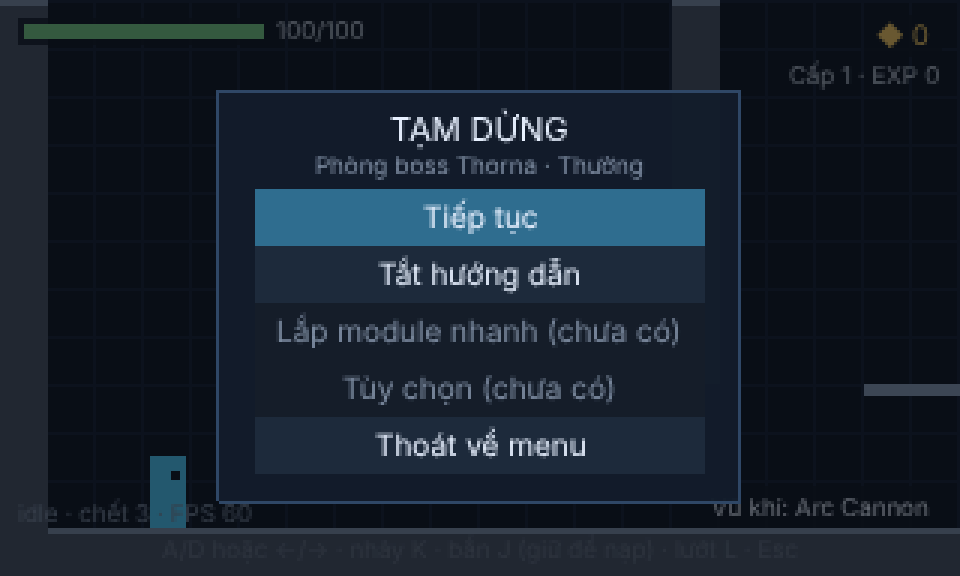 100/100
0
Cấp 1 · EXP 0
TẠM DỪNG
Phòng boss Thorna · Thường
Tiếp tục
Tắt hướng dẫn
Lắp module nhanh (chưa có)
Tùy chọn (chưa có)
Thoát về menu
idle · chết 3 · FPS 60
Vũ khí: Arc Cannon
A/D hoặc ←/→ · nhảy K · bắn J (giữ để nạp) · lướt L · Esc